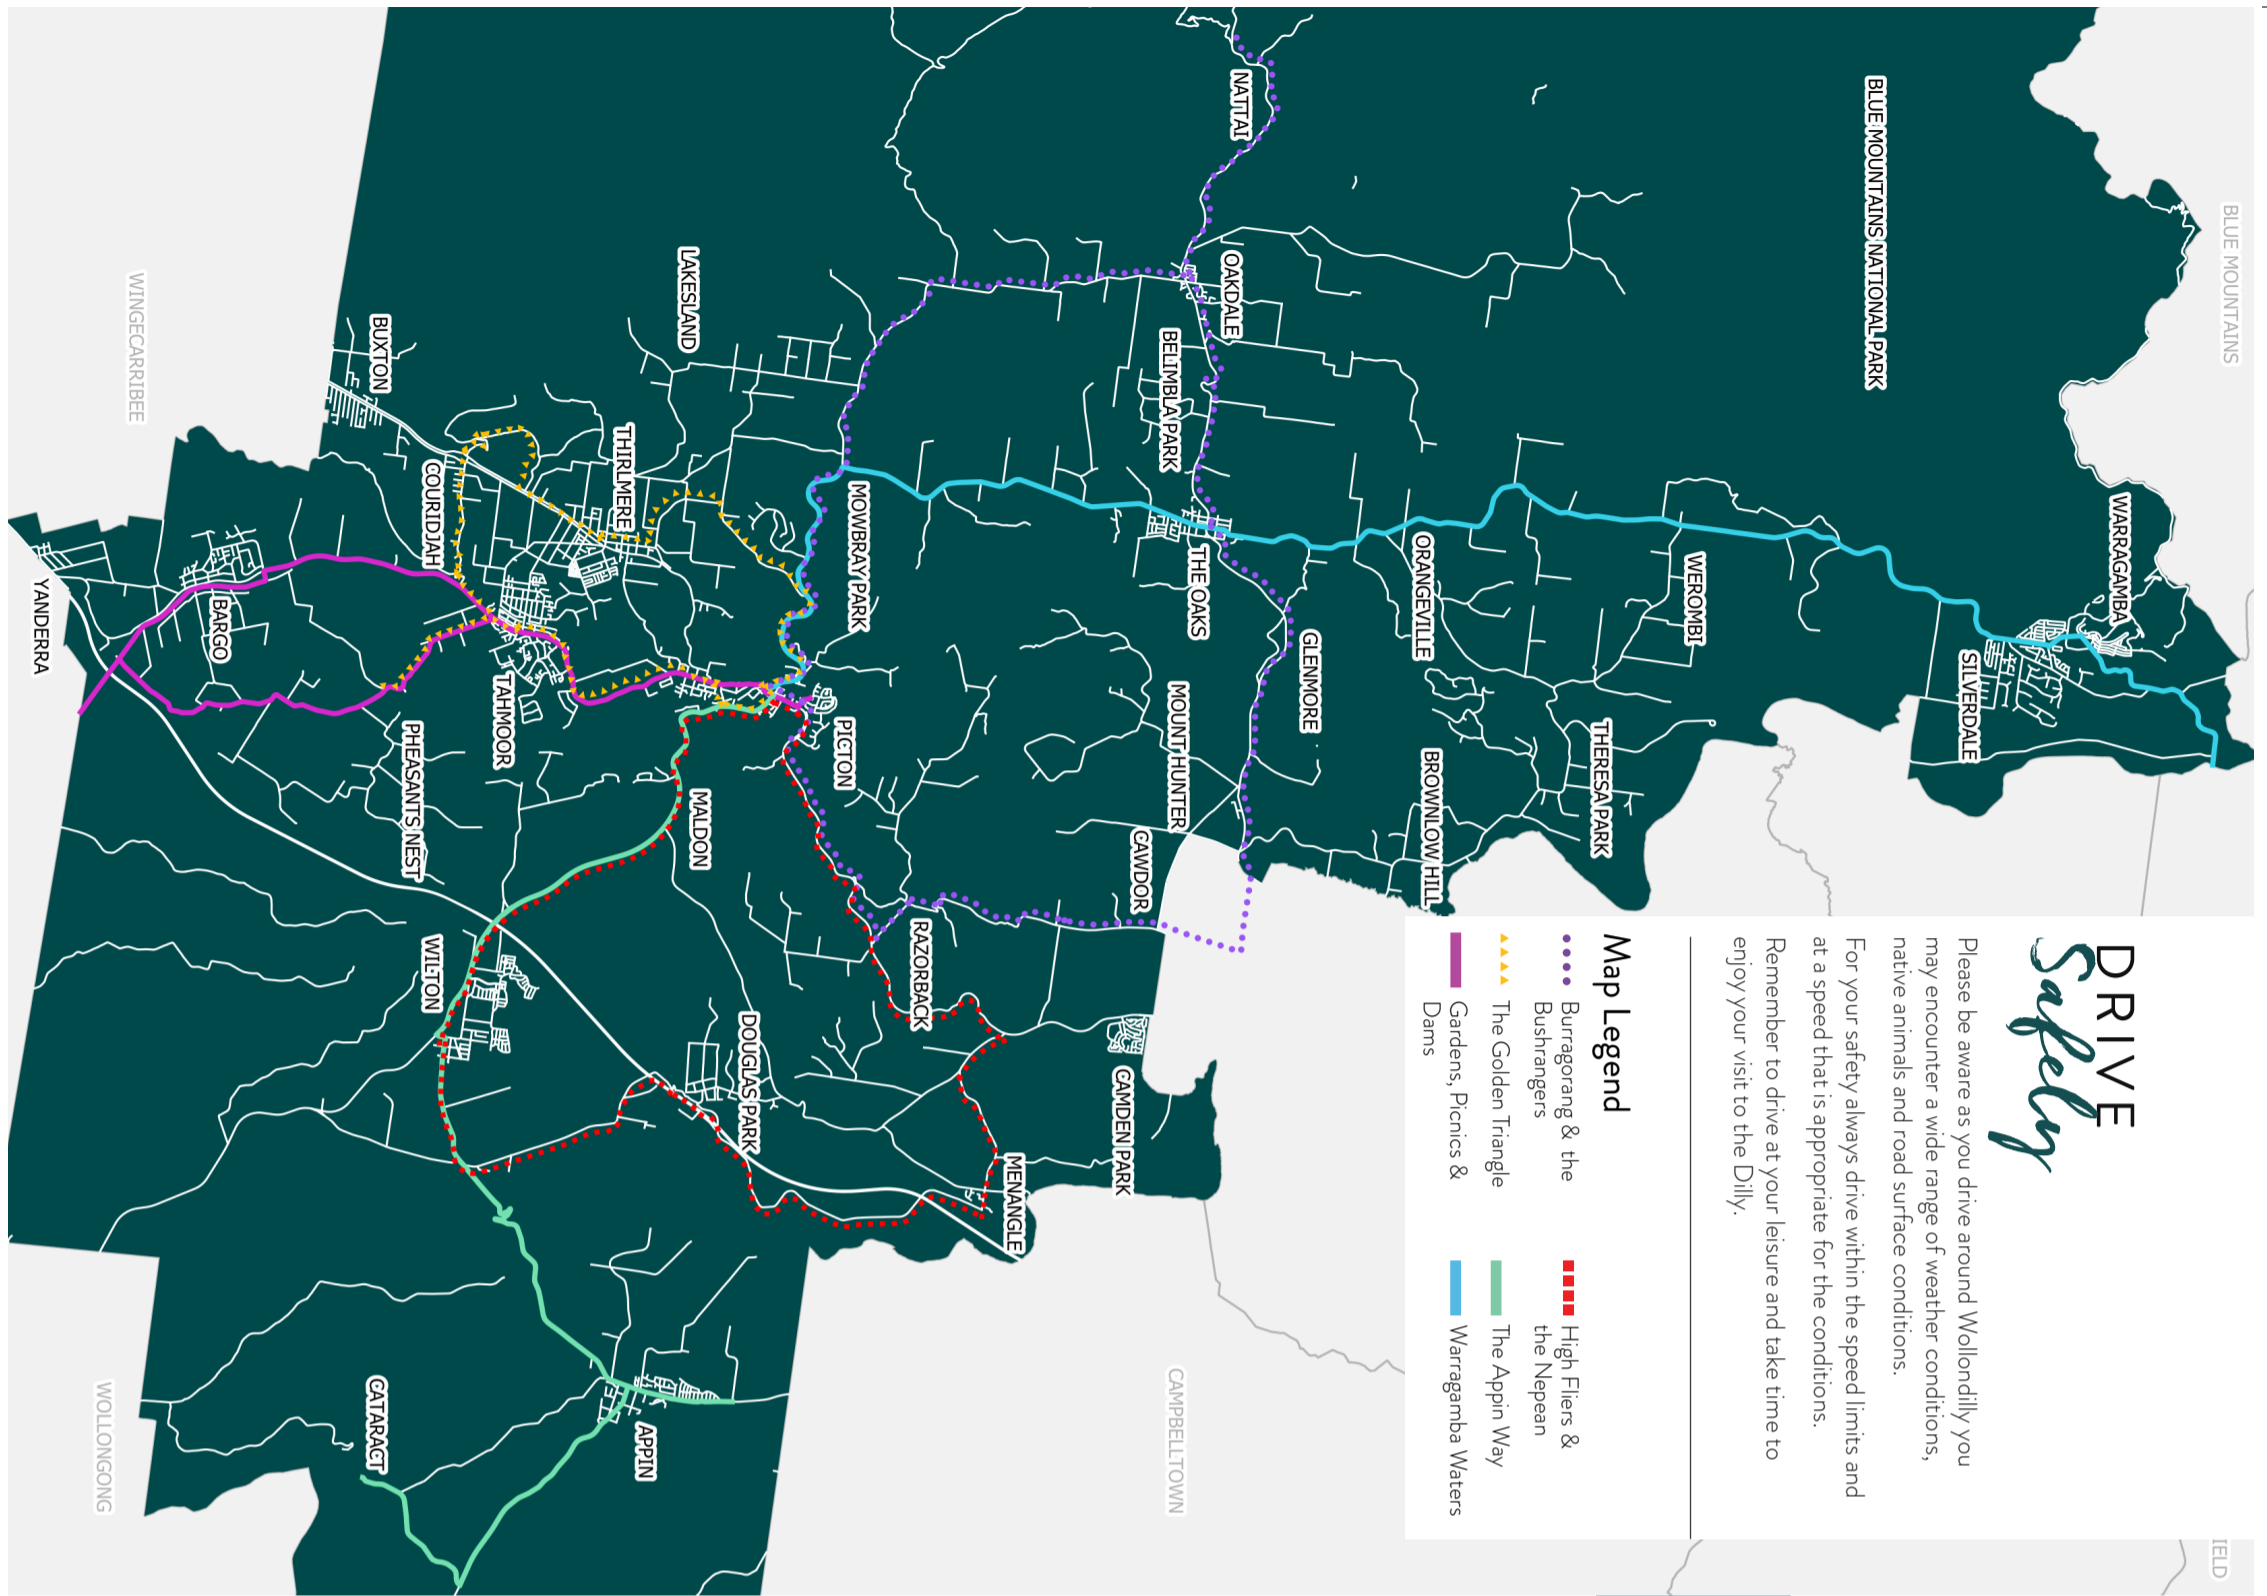 BLUE MOUNTAINS
WARRAGAMBA
SILVERDALE
BLUE MOUNTAINS NATIONAL PARK
WEROMBI
THERESA PARK
ORANGEVILLE
BROWNLOW HILL
GLENMORE
NATTAI
OAKDALE
BELIMBLA PARK
THE OAKS
MOUNT HUNTER
CAWDOR
CAMDEN PARK
MOWBRAY PARK
PICTON
RAZORBACK
MENANGLE
LAKESLAND
THIRLMERE
MALDON
DOUGLAS PARK
APPIN
BUXTON
COURIDJAH
TAHMOOR
PHEASANTS NEST
WILTON
CATARACT
BARGO
YANDERRA
WINGECARRIBEE
WOLLONGONG
CAMPBELLTOWN
IELD
DRIVE
Safely
Please be aware as you drive around Wollondilly you
may encounter a wide range of weather conditions,
native animals and road surface conditions.
For your safety always drive within the speed limits and
at a speed that is appropriate for the conditions.
Remember to drive at your leisure and take time to
enjoy your visit to the Dilly.
Map Legend
Burragorang & the
Bushrangers
The Golden Triangle
Gardens, Picnics &
Dams
High Fliers &
the Nepean
The Appin Way
Warragamba Waters